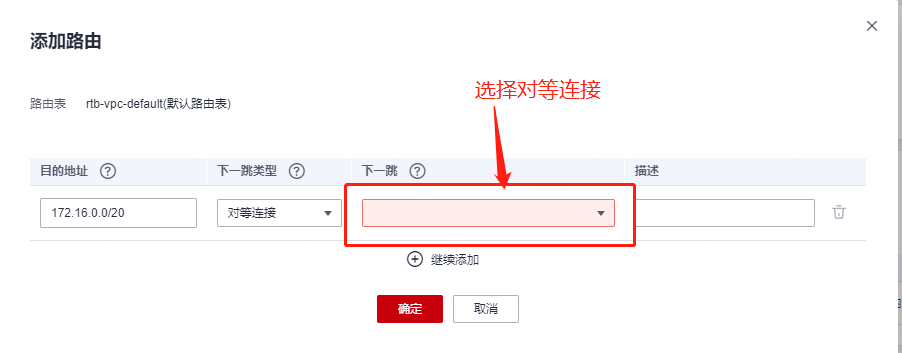 添加路由
路由表 rtb-vpc-default(默认路由表)
选择对等连接
目的地址 ? 下一跳类型 ? 下一跳 ? 描述
172.16.0.0/20 对等连接
继续添加
确定 取消